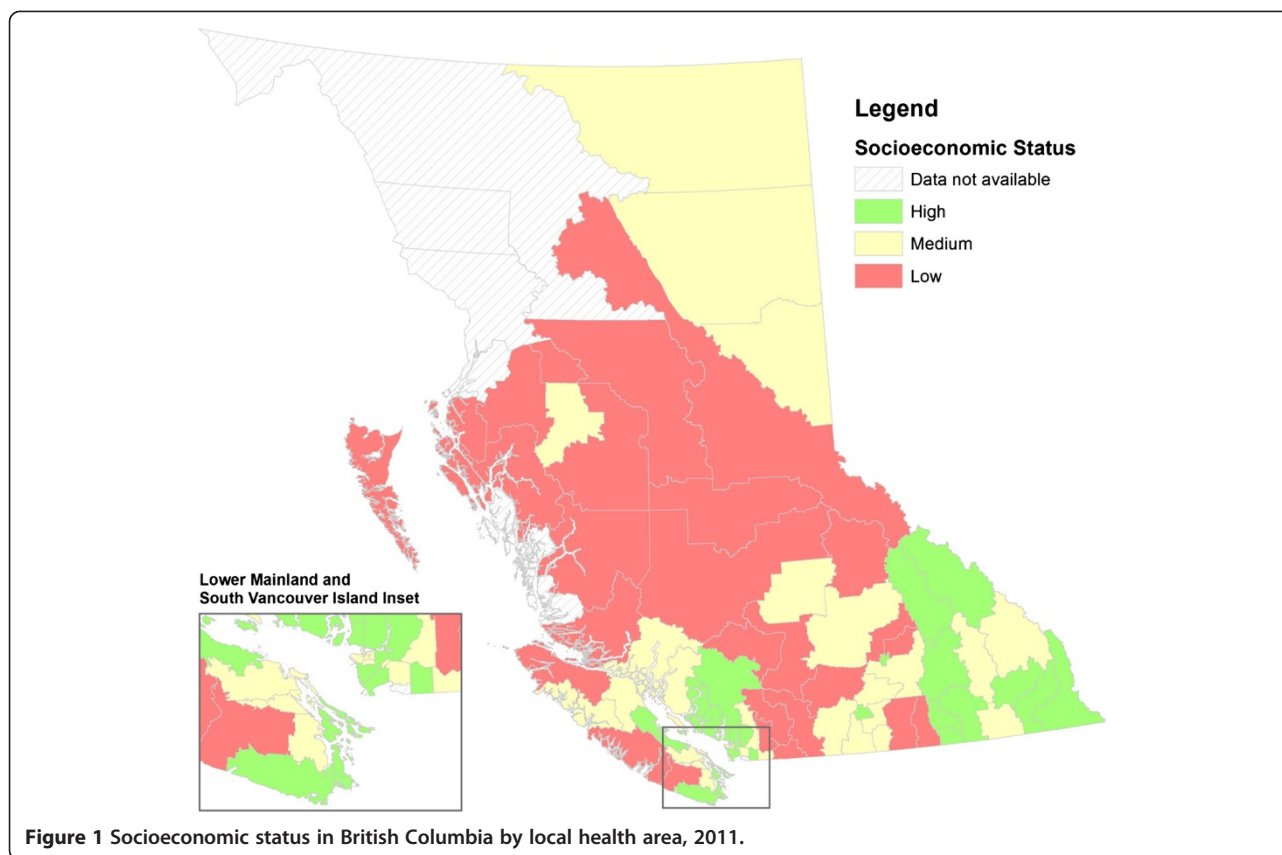 Legend
Socioeconomic Status
Data not available
High
Medium
Low
Lower Mainland and
South Vancouver Island Inset
Figure 1 Socioeconomic status in British Columbia by local health area, 2011.